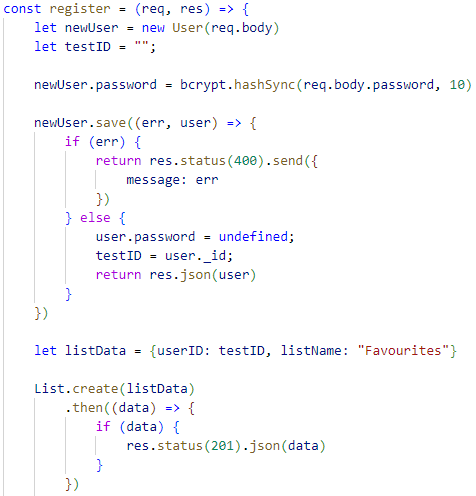 const register = (req, res) => {
    let newUser = new User(req.body)
    let testID = "";

    newUser.password = bcrypt.hashSync(req.body.password, 10)

    newUser.save((err, user) => {
        if (err) {
            return res.status(400).send({
                message: err
            })
        } else {
            user.password = undefined;
            testID = user._id;
            return res.json(user)
        }
    })

    let listData = {userID: testID, listName: "Favourites"}

    List.create(listData)
        .then((data) => {
            if (data) {
                res.status(201).json(data)
            }
        })